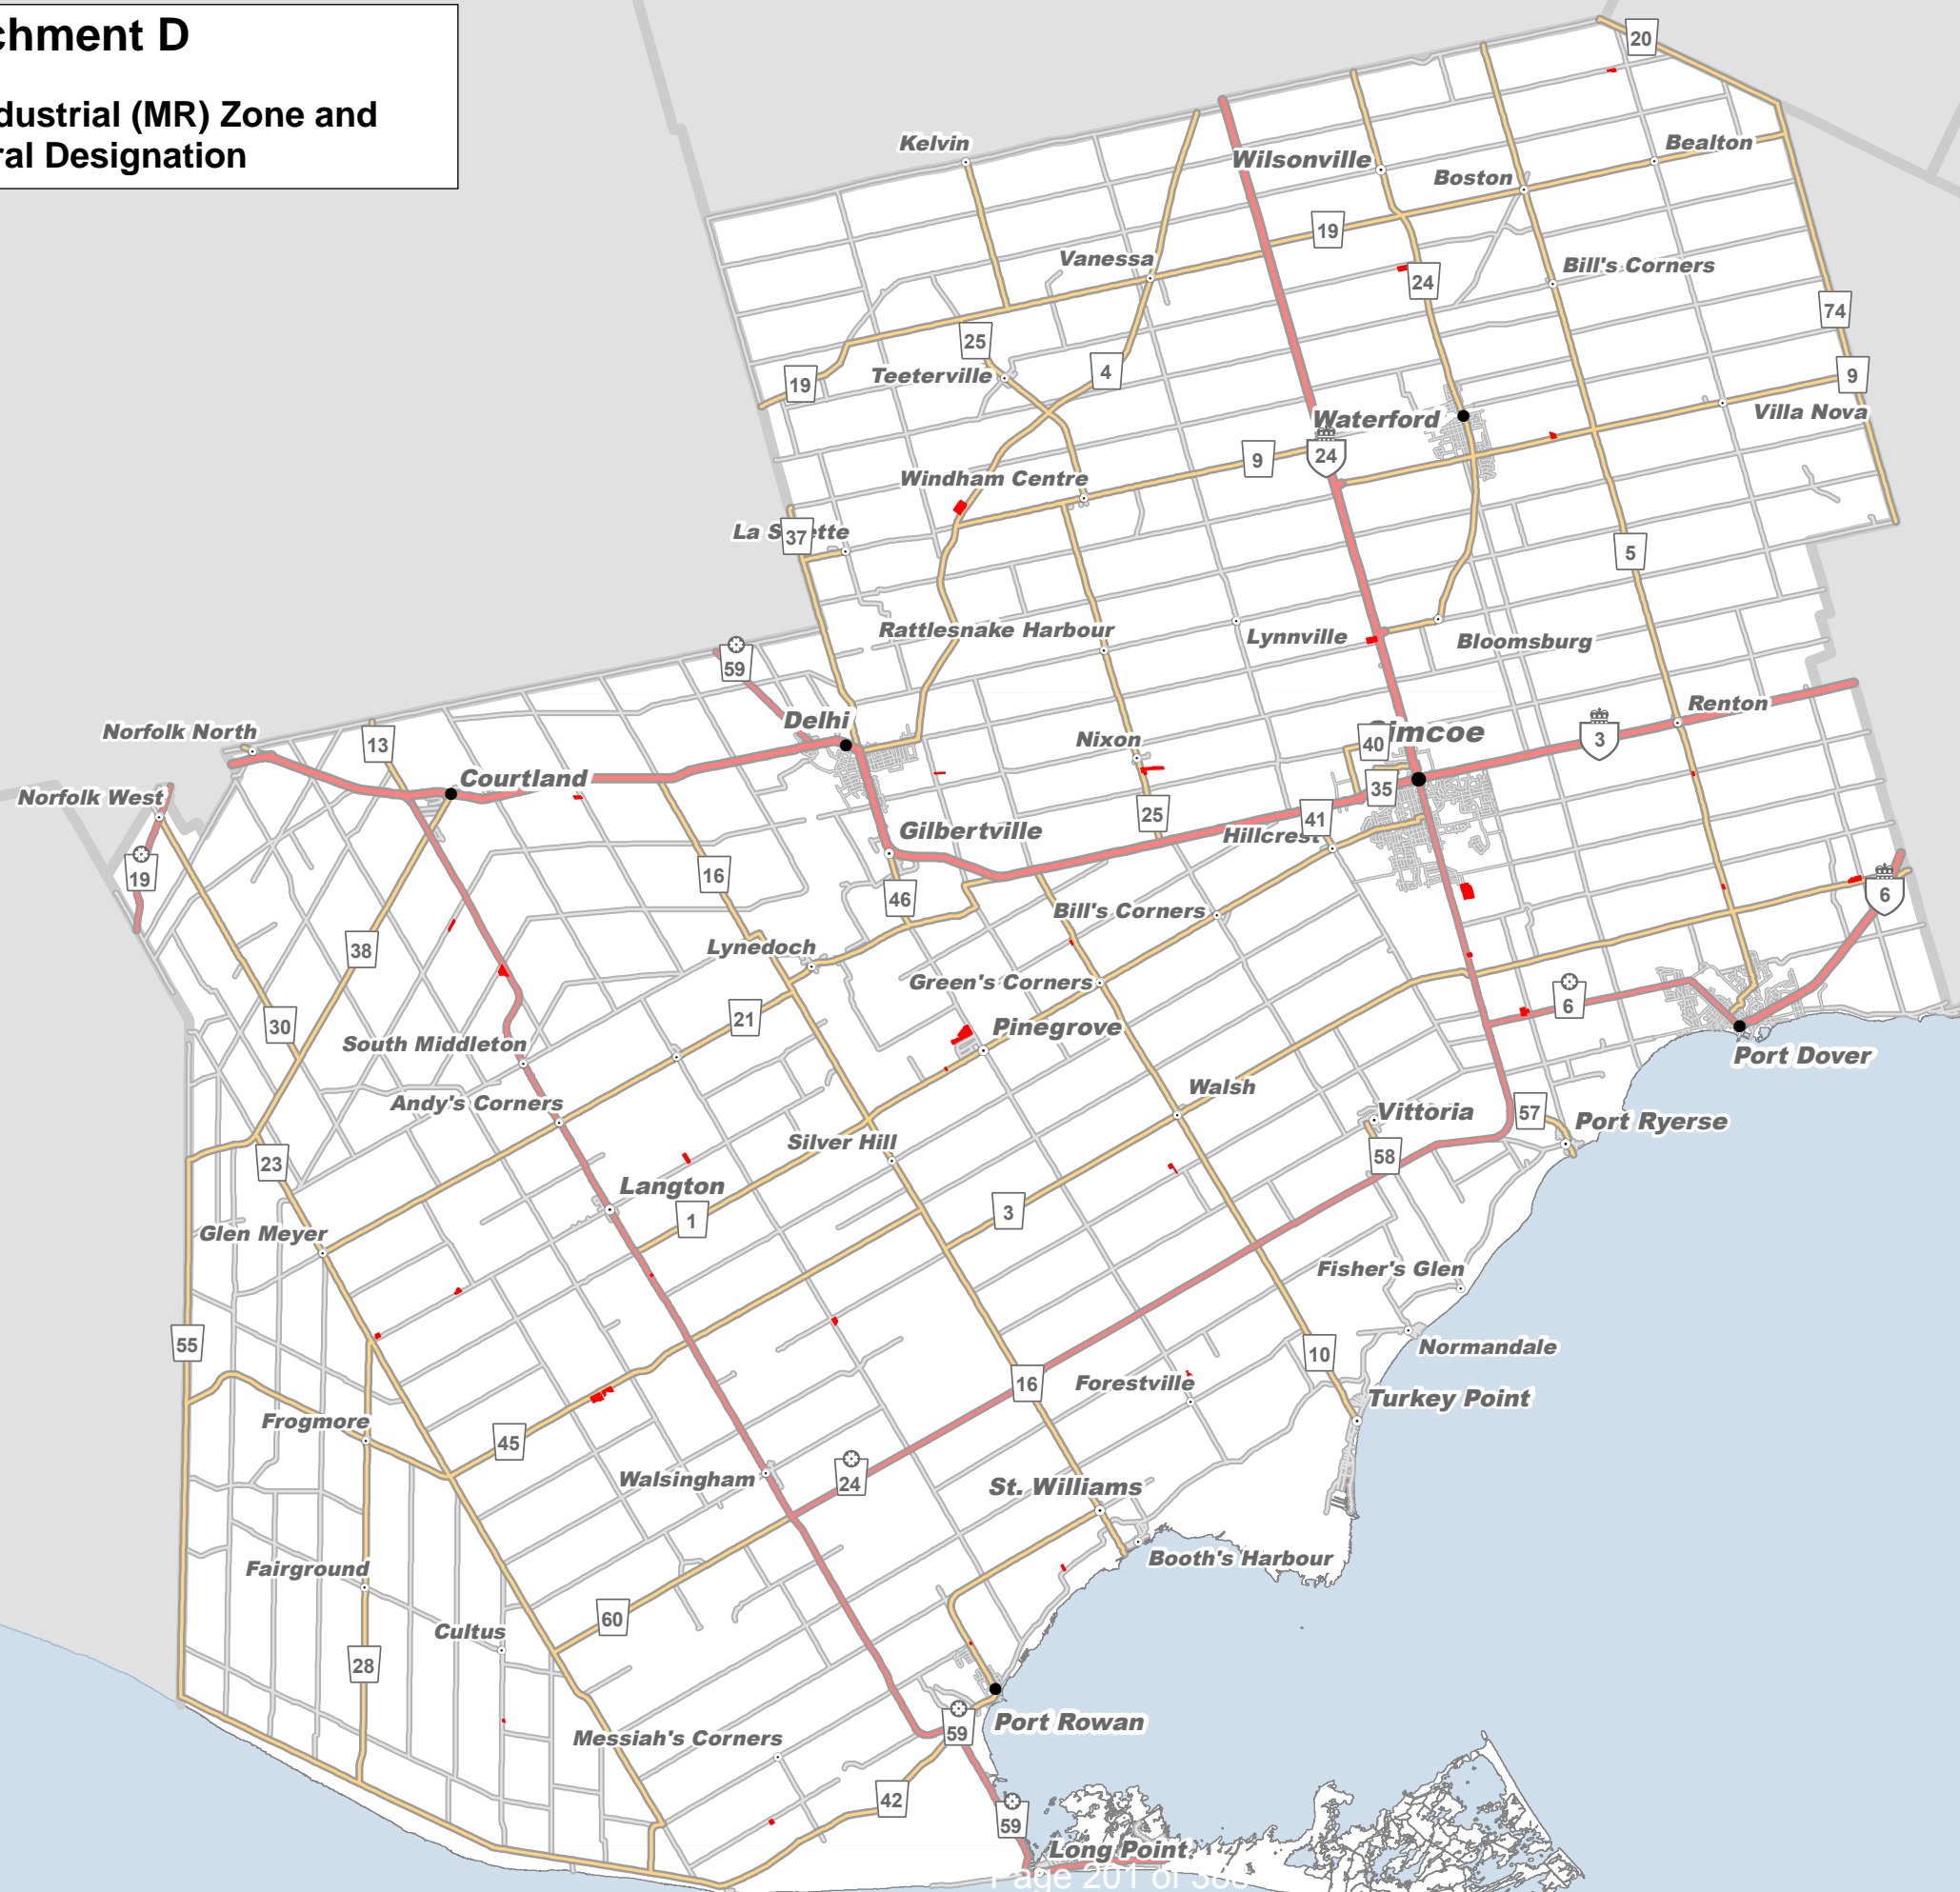 chment D
dustrial (MR) Zone and
ral Designation
20
Kelvin
Wilsonville
Bealton
Boston
19
Vanessa
24
Bill's Corners
74
25
Teeterville
4
19
9
Waterford
Villa Nova
24
9
Windham Centre
37
5
Rattlesnake Harbour
Lynnville
Bloomsburg
59
Delhi
Renton
Norfolk North
13
Nixon
40
3
Courtland
35
Norfolk West
25
41
Gilbertville
Hillcrest
19
16
46
6
38
Lynedoch
Bill's Corners
Green's Corners
30
21
6
South Middleton
Pinegrove
Port Dover
Andy's Corners
Walsh
Vittoria
57
Port Ryerse
23
Silver Hill
58
Langton
1
3
Glen Meyer
Fisher's Glen
55
10
Normandale
16
Forestville
Turkey Point
Frogmore
45
Walsingham
24
St. Williams
Fairground
Booth's Harbour
60
Cultus
28
Messiah's Corners
59
Port Rowan
42
59
Long Point
Page 201 of 388